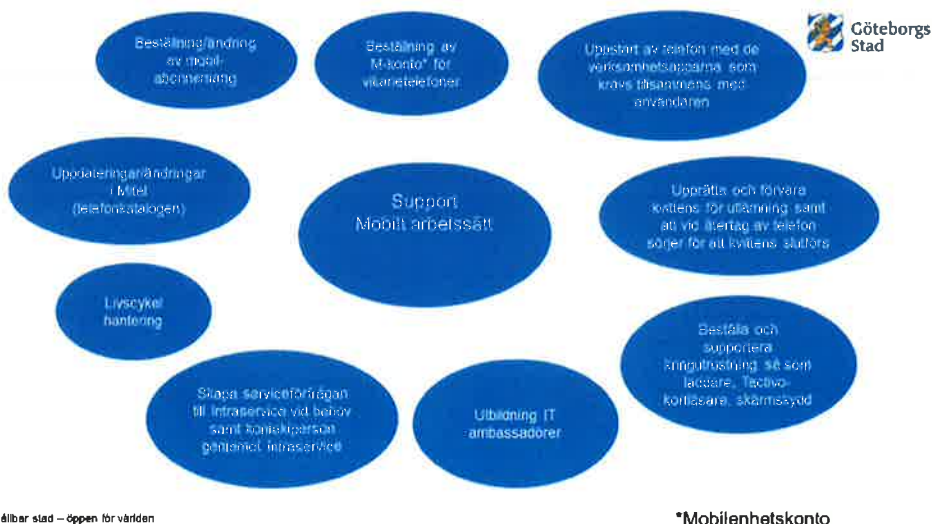 Göteborgs
Stad
Beställning/ändring
av mobil-
abonnemang
Beställning av
M-konto* för
vikarietelefoner
Uppstart av telefon med de
verksamhetsapparna som
krävs tillsammans med
användaren
Uppdateringar/ändringar
i Mitel
(telefonkatalogen)
Support
Mobilt arbetssätt
Upprätta och förvara
kvittens för utlämning samt
att vid återtag av telefon
sörjer för att kvittens slutförs
Livscykel
hantering
Beställa och
supportera
kringutrustning så som
laddare, Tactivo-
kortläsare, skärmskydd
Skapa serviceförfrågan
till Intraservice vid behov
samt kontaktperson
gentemot Intraservice
Utbildning IT
ambassadörer
ållbar stad – öppen för världen
*Mobilenhetskonto